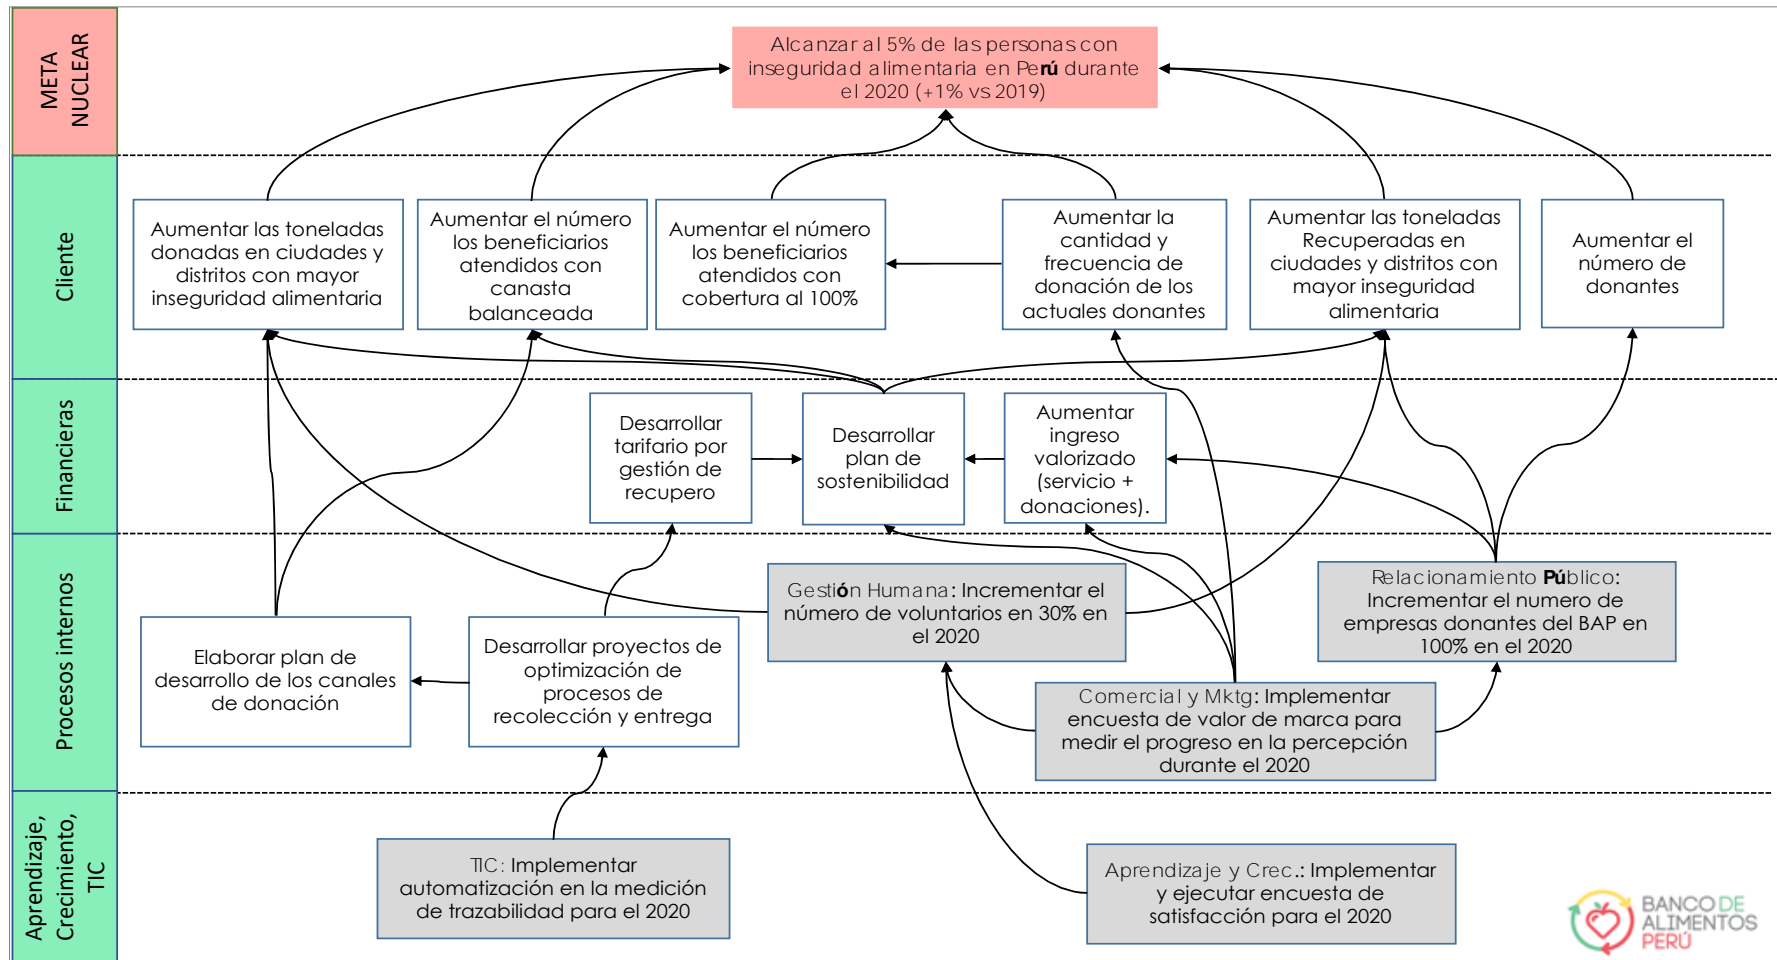 META
NUCLEAR
Alcanzar al 5% de las personas con
inseguridad alimentaria en Perú durante
el 2020 (+1% vs 2019)
Cliente
Aumentar las toneladas
donadas en ciudades y
distritos con mayor
inseguridad alimentaria
Aumentar el número
los beneficiarios
atendidos con
canasta
balanceada
Aumentar el número
los beneficiarios
atendidos con
cobertura al 100%
Aumentar la
cantidad y
frecuencia de
donación de los
actuales donantes
Aumentar las toneladas
Recuperadas en
ciudades y distritos con
mayor inseguridad
alimentaria
Aumentar el
número de
donantes
Financieras
Desarrollar
tarifario por
gestión de
recupero
Desarrollar
plan de
sostenibilidad
Aumentar
ingreso
valorizado
(servicio +
donaciones).
Procesos internos
Elaborar plan de
desarrollo de los canales
de donación
Desarrollar proyectos de
optimización de
procesos de
recolección y entrega
Gestión Humana: Incrementar el
número de voluntarios en 30% en
el 2020
Comercial y Mktg: Implementar
encuesta de valor de marca para
medir el progreso en la percepción
durante el 2020
Relacionamiento Público:
Incrementar el numero de
empresas donantes del BAP en
100% en el 2020
Aprendizaje,
Crecimiento,
TIC
TIC: Implementar
automatización en la medición
de trazabilidad para el 2020
Aprendizaje y Crec.: Implementar
y ejecutar encuesta de
satisfacción para el 2020
BANCO DE
ALIMENTOS
PERÚ